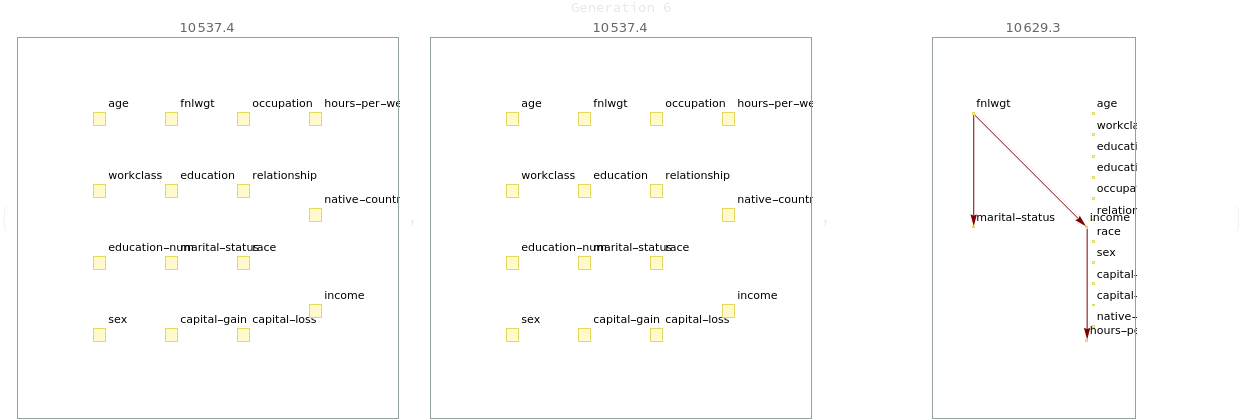 Generation 6
10537.4
10537.4
10629.3
age fnlwgt occupation hours-per-we
workclass education relationship
native-countr
education-num marital-status race
income
sex capital-gain capital-loss
age fnlwgt occupation hours-per-we
workclass education relationship
native-countr
education-num marital-status race
income
sex capital-gain capital-loss
fnlwgt age
workcla
educati
educati
occupa
relation
marital-status income
race
sex
capital-
capital-
native-
hours-pe